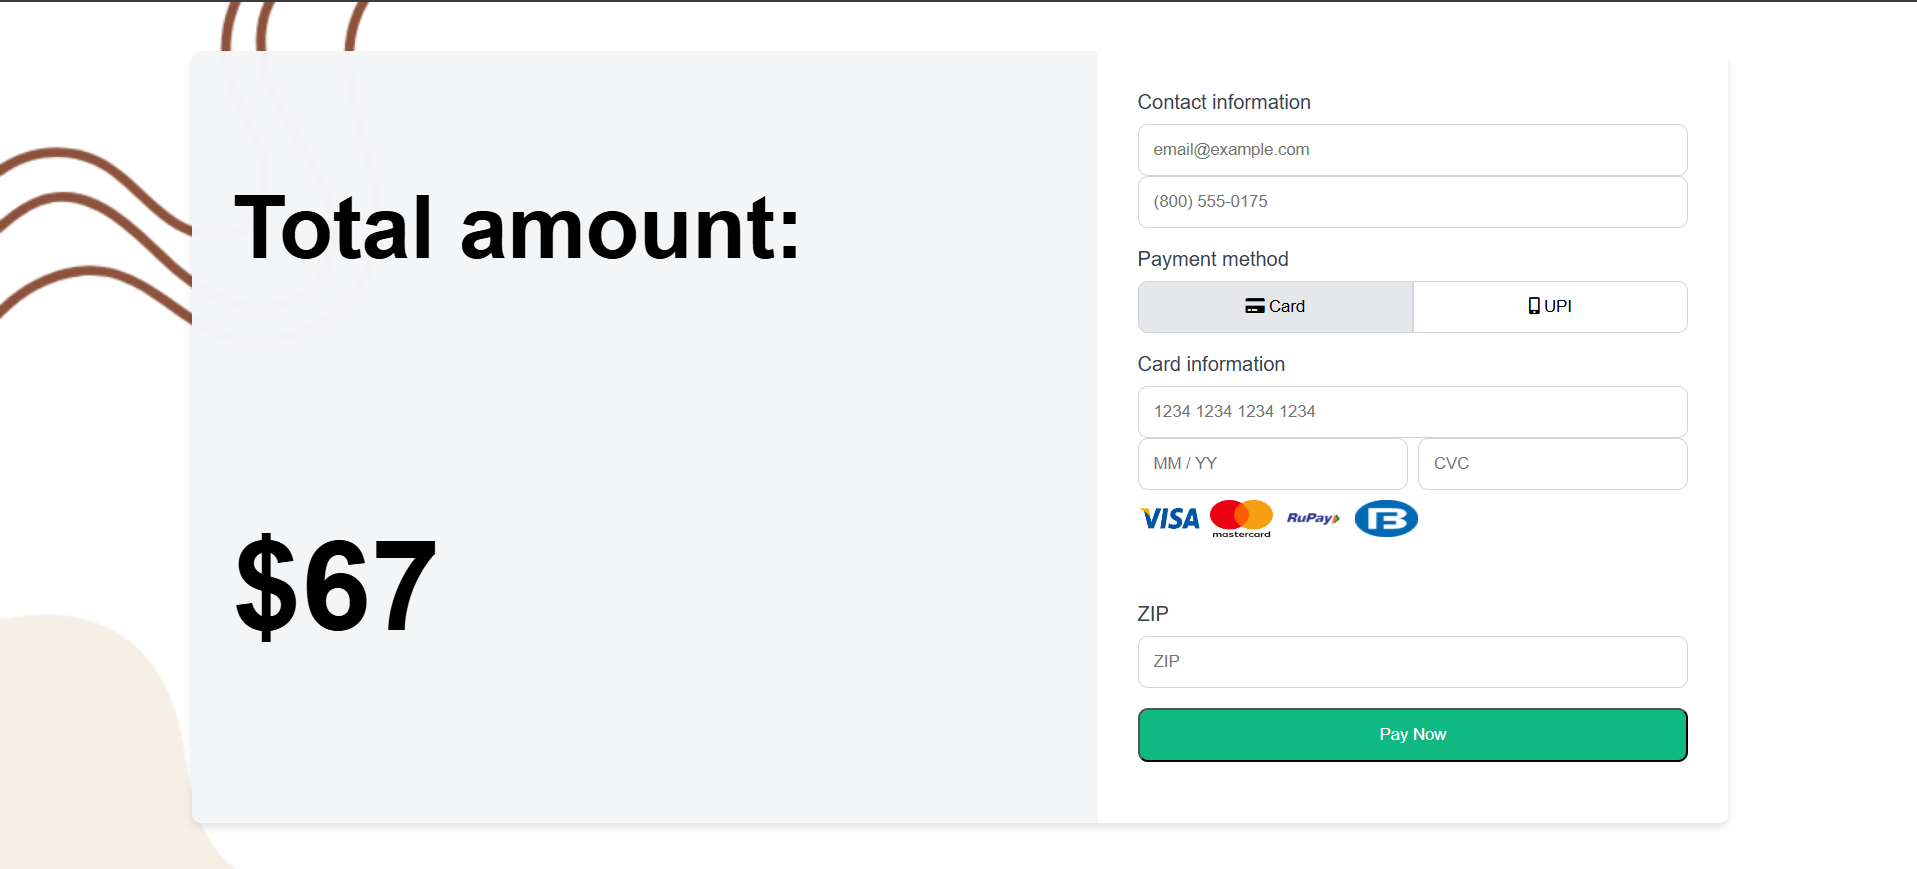 Total amount:
$67
Contact information
email@example.com
(800) 555-0175
Payment method
Card
UPI
Card information
1234 1234 1234 1234
MM / YY
CVC
VISA
mastercard
RuPay
B
ZIP
ZIP
Pay Now